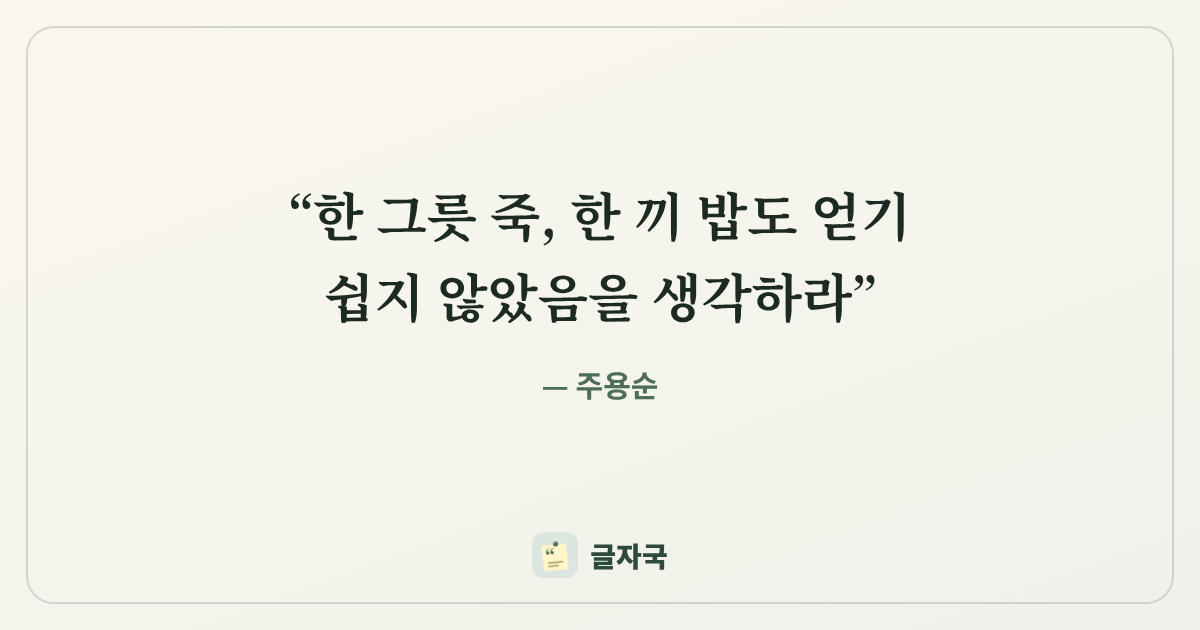 “한 그릇 죽, 한 끼 밥도 얻기
쉽지 않았음을 생각하라”
— 주용순
글자국